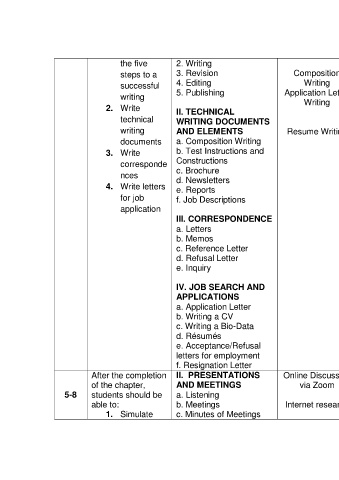 the five
steps to a
successful
writing
2. Write
technical
writing
documents
3. Write
corresponde
nces
4. Write letters
for job
application
2. Writing
3. Revision
4. Editing
5. Publishing
II. TECHNICAL
WRITING DOCUMENTS
AND ELEMENTS
a. Composition Writing
b. Test Instructions and
Constructions
c. Brochure
d. Newsletters
e. Reports
f. Job Descriptions
III. CORRESPONDENCE
a. Letters
b. Memos
c. Reference Letter
d. Refusal Letter
e. Inquiry
IV. JOB SEARCH AND
APPLICATIONS
a. Application Letter
b. Writing a CV
c. Writing a Bio-Data
d. Résumés
e. Acceptance/Refusal
letters for employment
f. Resignation Letter
Composition
Writing
Application Let
Writing
Resume Writi
5-8
After the completion
of the chapter,
students should be
able to:
1. Simulate
II. PRESENTATIONS
AND MEETINGS
a. Listening
b. Meetings
c. Minutes of Meetings
Online Discuss
via Zoom
Internet resear